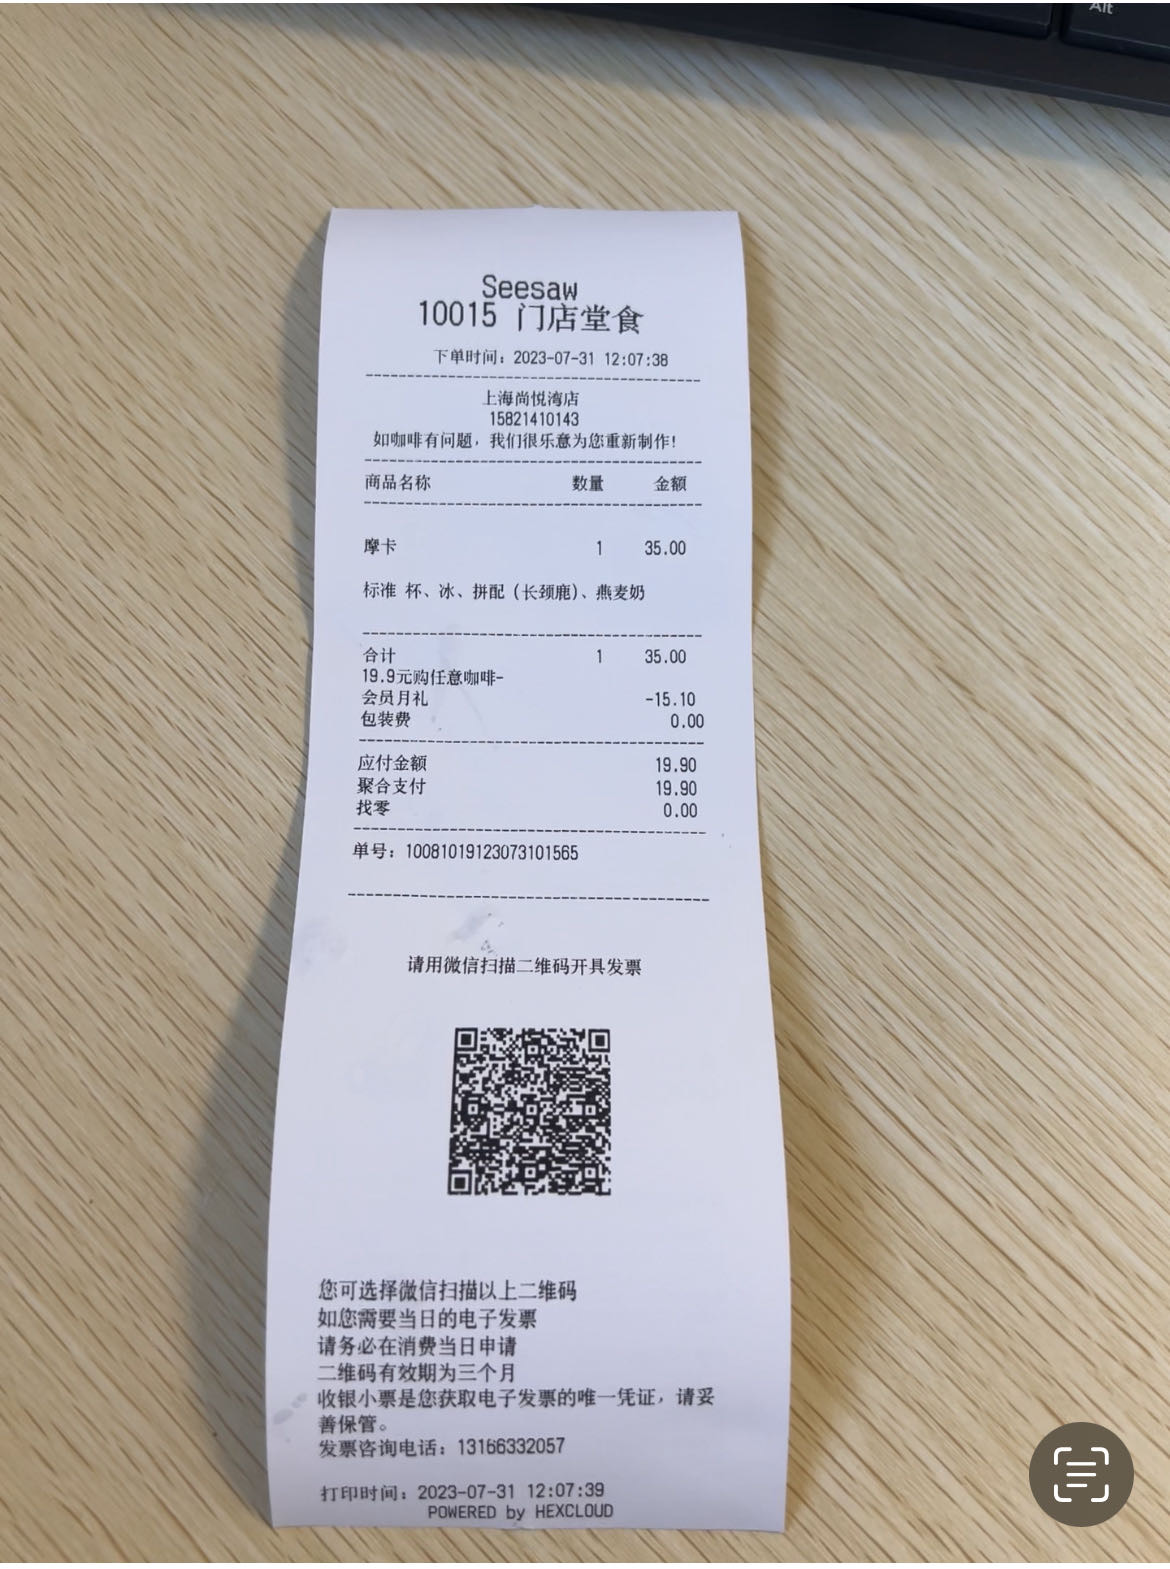 Alt
Seesaw
10015 门店堂食
下单时间：2023-07-31 12:07:38
上海尚悦湾店
15821410143
如咖啡有问题，我们很乐意为您重新制作！
商品名称 数量 金额
摩卡 1 35.00
标准 杯、冰、拼配（长颈鹿）、燕麦奶
合计 1 35.00
19.9元购任意咖啡-
会员月礼 -15.10
包装费 0.00
应付金额 19.90
聚合支付 19.90
找零 0.00
单号：10081019123073101565
请用微信扫描二维码开具发票
您可选择微信扫描以上二维码
如您需要当日的电子发票
请务必在消费当日申请
二维码有效期为三个月
收银小票是您获取电子发票的唯一凭证，请妥
善保管。
发票咨询电话：13166332057
打印时间：2023-07-31 12:07:39
POWERED by HEXCLOUD